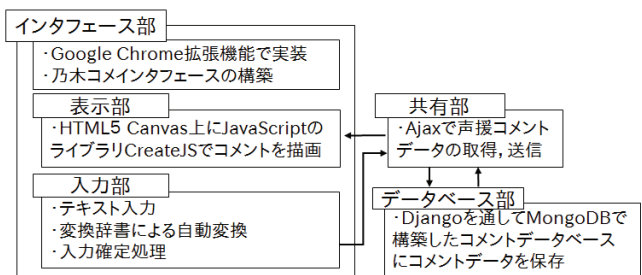 インタフェース部
・Google Chrome拡張機能で実装
・乃木コメインタフェースの構築
表示部
・HTML5 Canvas上にJavaScriptの
ライブラリCreateJSでコメントを描画
入力部
・テキスト入力
・変換辞書による自動変換
・入力確定処理
共有部
・Ajaxで声援コメント
データの取得,送信
データベース部
・Djangoを通してMongoDBで
構築したコメントデータベース
にコメントデータを保存